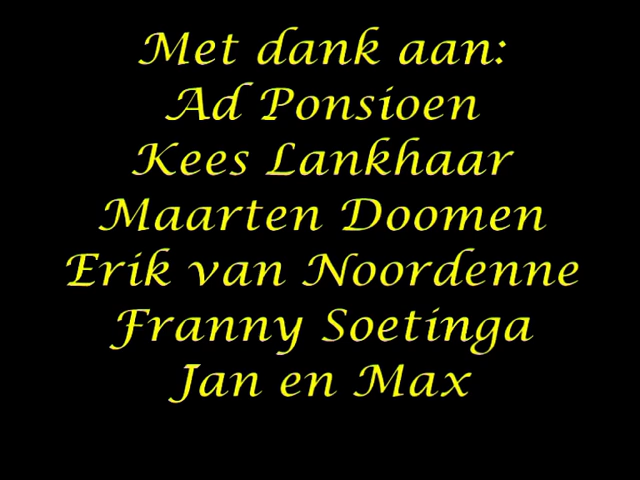 Met dank aan:
Ad Ponsioen
Kees Lankhaar
Maarten Doomen
Erik van Noordenne
Franny Soetinga
Jan en Max